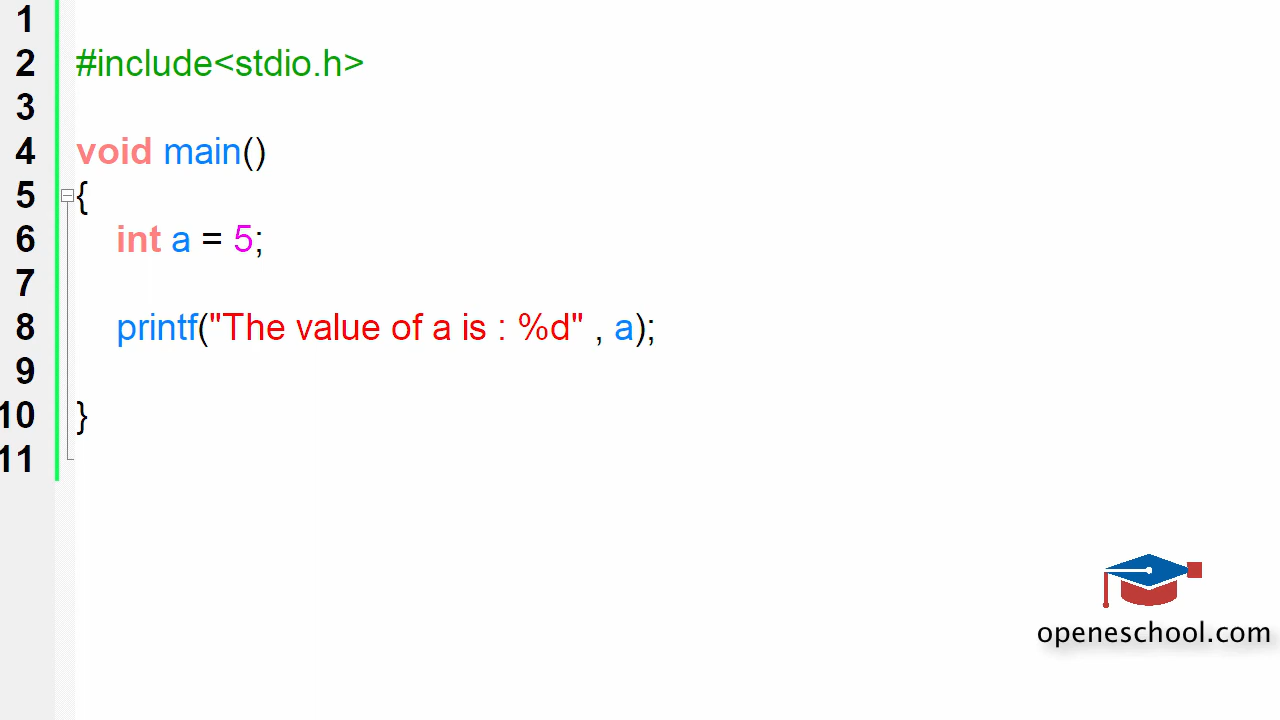 1
2 #include<stdio.h>
3
4 void main()
5 {
6 int a = 5;
7
8 printf("The value of a is : %d" , a);
9
10 }
11
openeschool.com